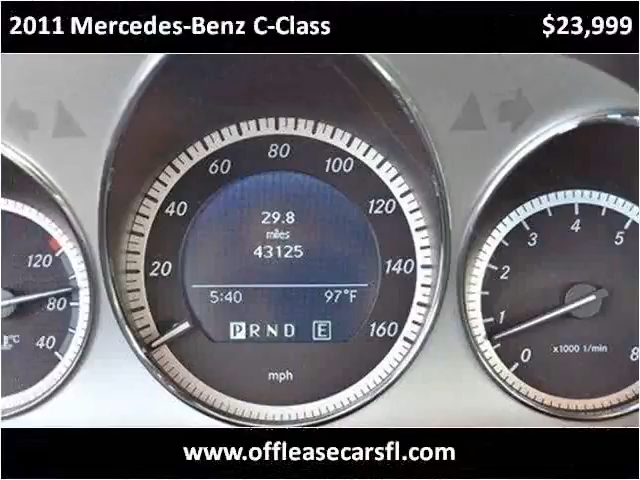 2011 Mercedes-Benz C-Class $23,999
60 80 100
40 120
20 140
160
29.8
miles
43125
5:40 97°F
P R N D E
mph
120
80
40
°C
1 2 3 4 5
0 8
x1000 1/min
www.offleasecarsfl.com